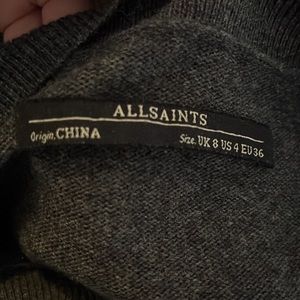 ALLSAINTS
Origin. CHINA Size. UK 8 US 4 EU 36